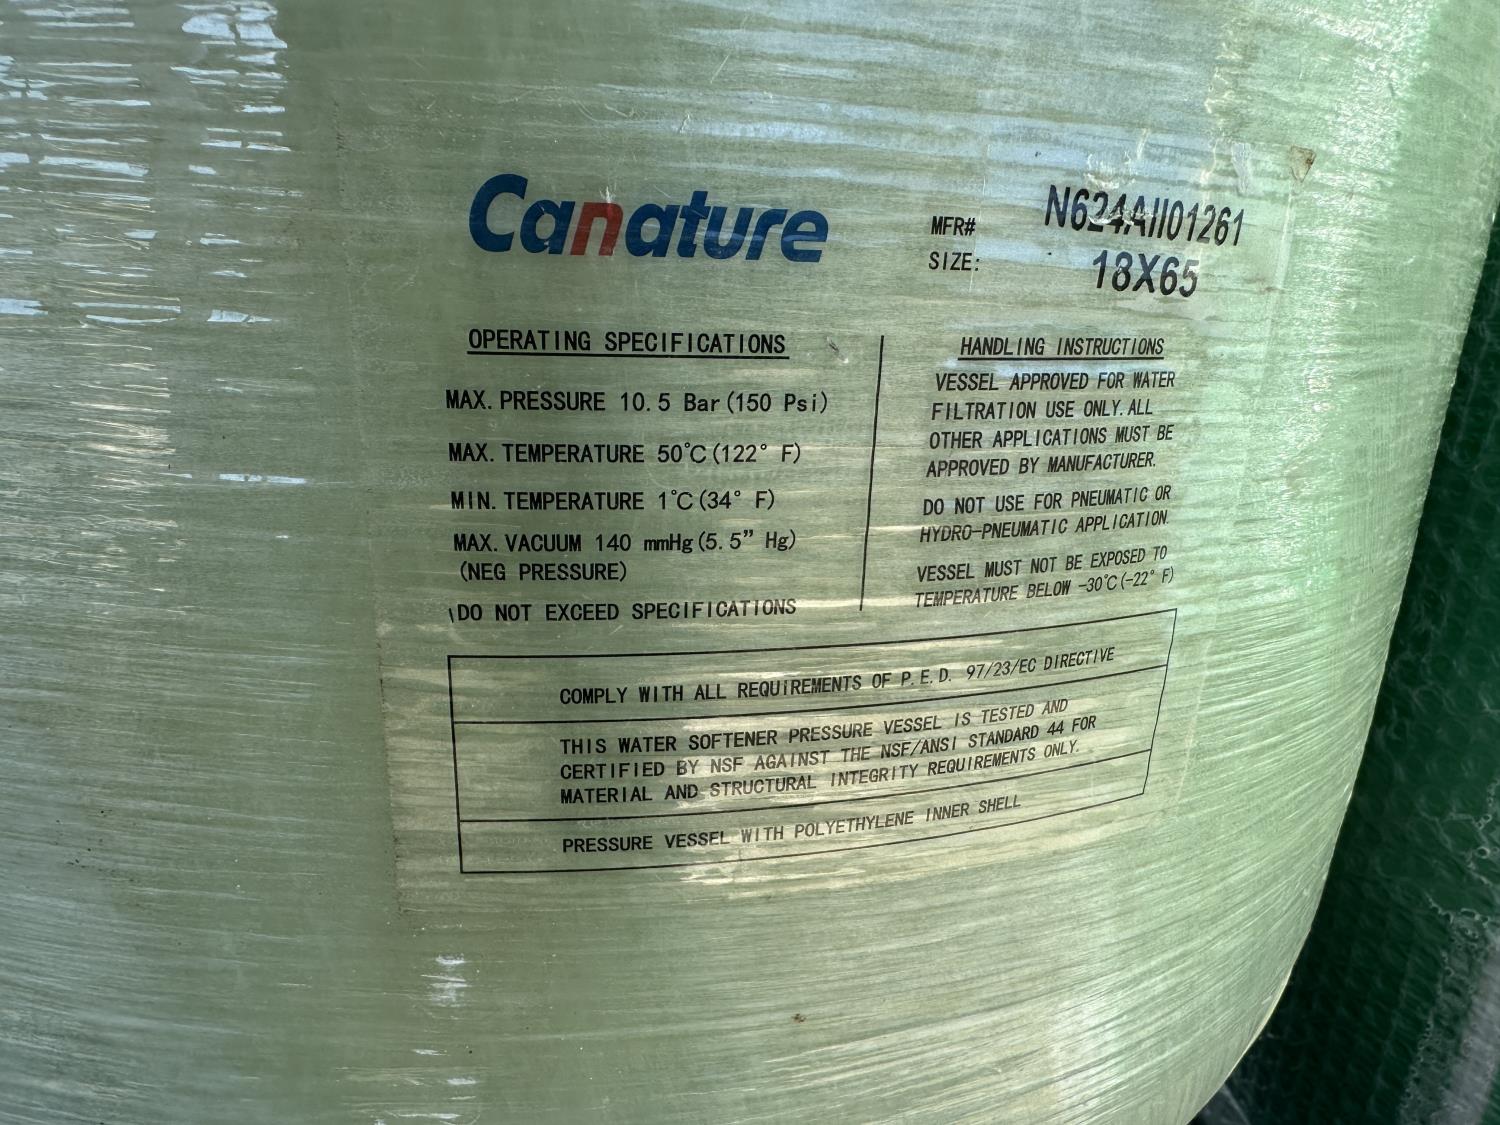 Canature
MFR# N624AII01261
SIZE: 18X65
OPERATING SPECIFICATIONS
MAX. PRESSURE 10.5 Bar(150 Psi)
MAX. TEMPERATURE 50℃(122° F)
MIN. TEMPERATURE 1℃(34° F)
MAX. VACUUM 140 mmHg(5.5” Hg)
(NEG PRESSURE)
DO NOT EXCEED SPECIFICATIONS
HANDLING INSTRUCTIONS
VESSEL APPROVED FOR WATER
FILTRATION USE ONLY. ALL
OTHER APPLICATIONS MUST BE
APPROVED BY MANUFACTURER.
DO NOT USE FOR PNEUMATIC OR
HYDRO-PNEUMATIC APPLICATION.
VESSEL MUST NOT BE EXPOSED TO
TEMPERATURE BELOW -30℃(-22° F)
COMPLY WITH ALL REQUIREMENTS OF P.E.D. 97/23/EC DIRECTIVE
THIS WATER SOFTENER PRESSURE VESSEL IS TESTED AND
CERTIFIED BY NSF AGAINST THE NSF/ANSI STANDARD 44 FOR
MATERIAL AND STRUCTURAL INTEGRITY REQUIREMENTS ONLY.
PRESSURE VESSEL WITH POLYETHYLENE INNER SHELL